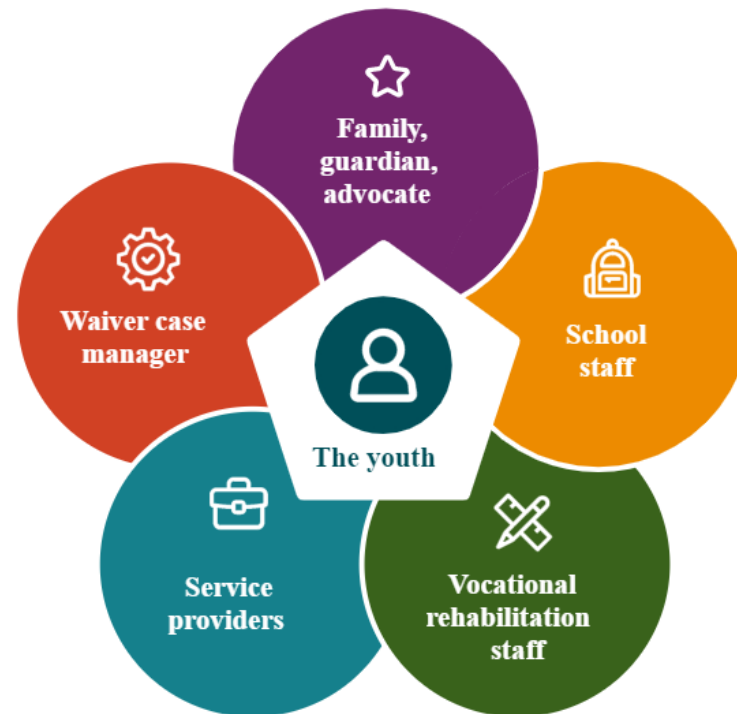 Family,
guardian,
advocate
Waiver case
manager
School
staff
The youth
Service
providers
Vocational
rehabilitation
staff